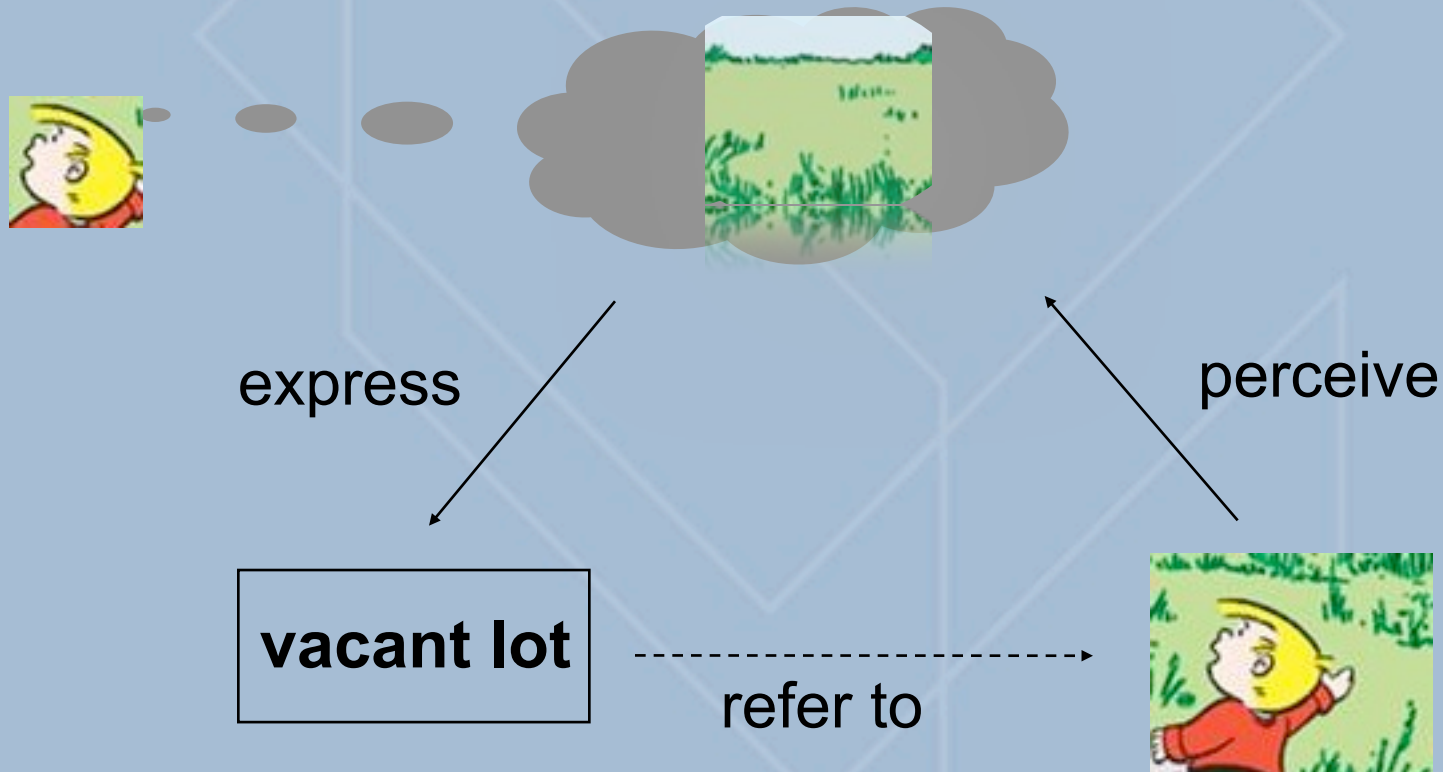 express
perceive
vacant lot
refer to